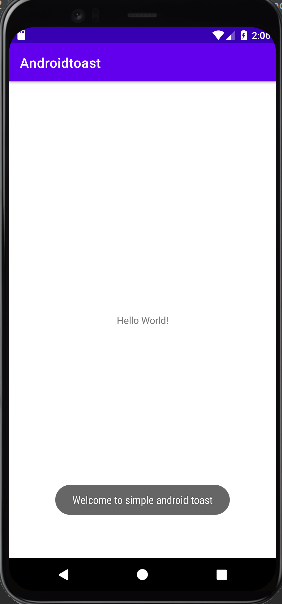 2:06
Androidtoast
Hello World!
Welcome to simple android toast